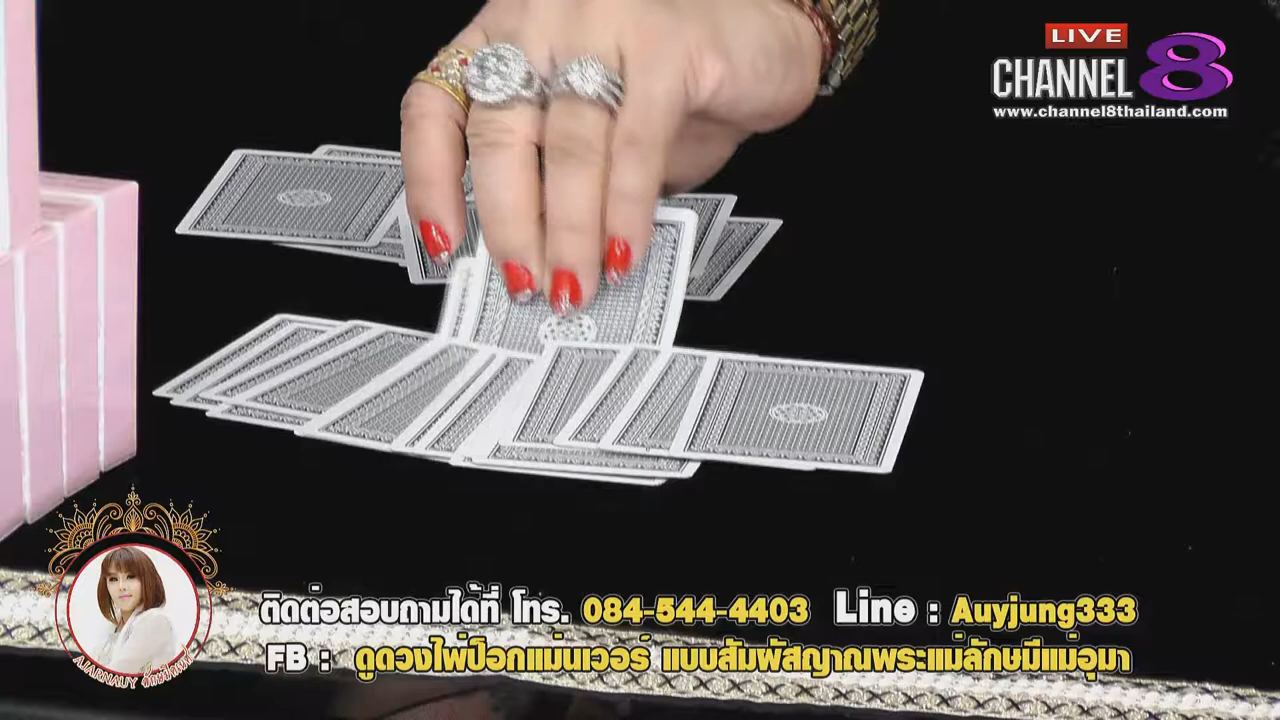 LIVE
CHANNEL 8
www.channel8thailand.com
ติดต่อสอบถามได้ที่ โทร. 084-544-4403 Line : Auyjung333
FB : ดูดวงไพ่ป็อกแม่นเวอร์ แบบสัมผัสญาณพระแม่ลักษมีแม่อุมา
AJARNAUY